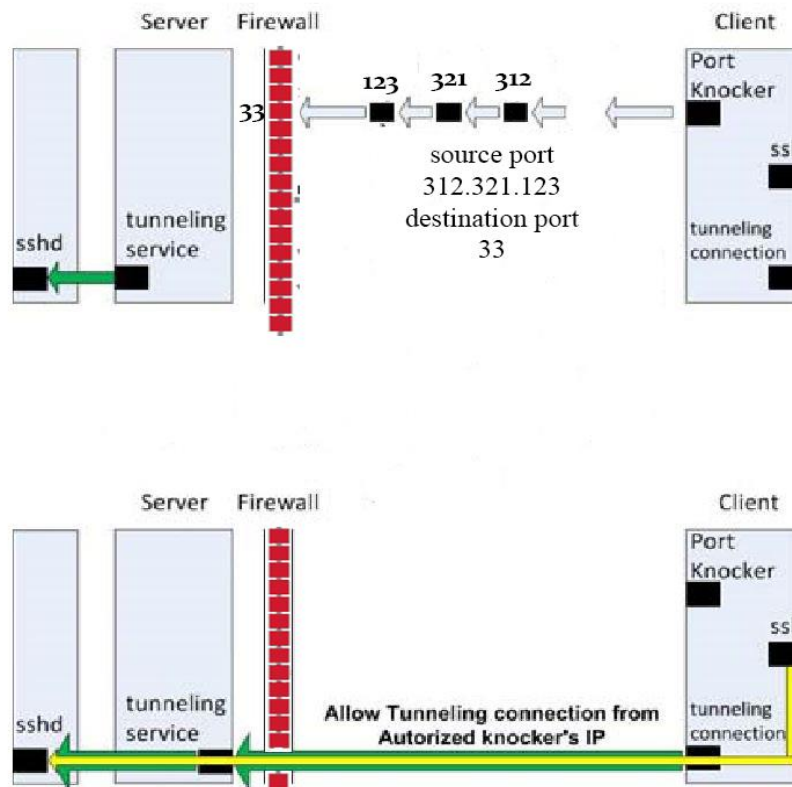 Server Firewall Client
Port
Knocker
123 321 312
33
ss
source port
312.321.123
destination port
33
tunneling
service
sshd
tunneling
connection
Server Firewall Client
Port
Knocker
ss
Allow Tunneling connection from
Autorized knocker's IP
tunneling
service
sshd
tunneling
connection